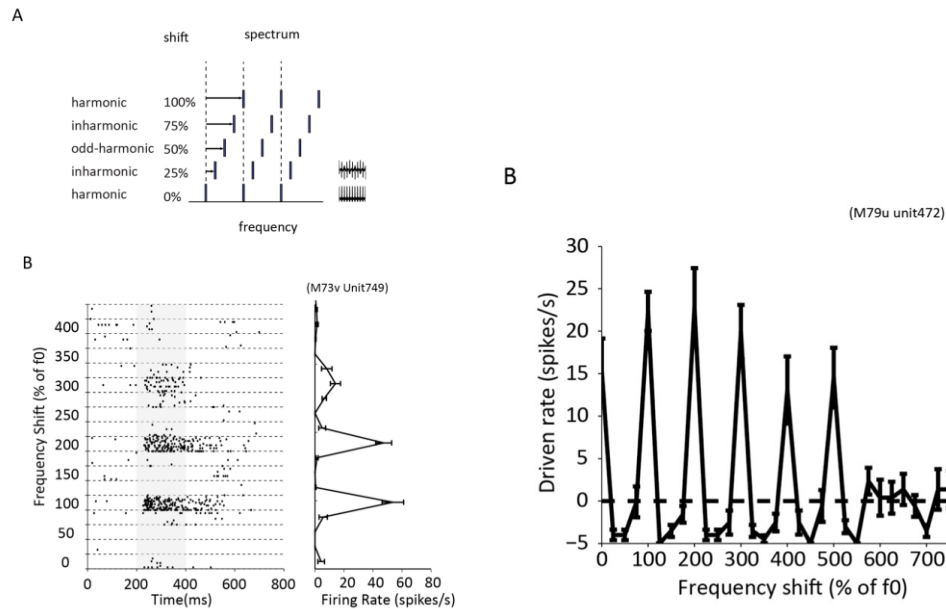 A
shift spectrum
harmonic 100%
inharmonic 75%
odd-harmonic 50%
inharmonic 25%
harmonic 0%
frequency
B
(M73v Unit749)
400
350
300
250
200
100
50
0
Frequency Shift (% of f0)
0 200 400 600 800
Time(ms)
0 20 40 60 80
Firing Rate (spikes/s)
B
(M79u unit472)
30
25
20
15
10
5
0
−5
Driven rate (spikes/s)
0 100 200 300 400 500 600 700
Frequency shift (% of f0)